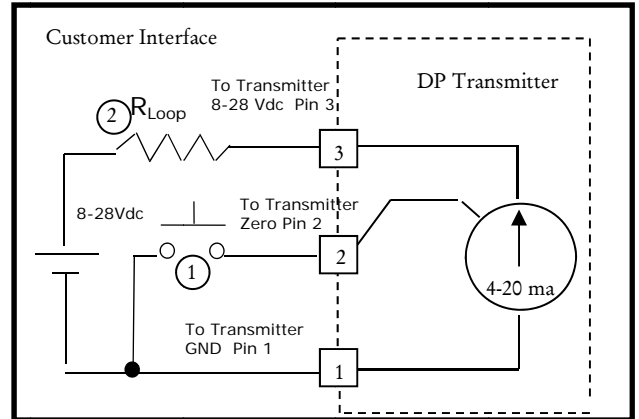 Customer Interface
DP Transmitter
To Transmitter
8-28 Vdc Pin 3
2
RLoop
3
8-28Vdc
To Transmitter
Zero Pin 2
2
1
4-20 ma
To Transmitter
GND Pin 1
1